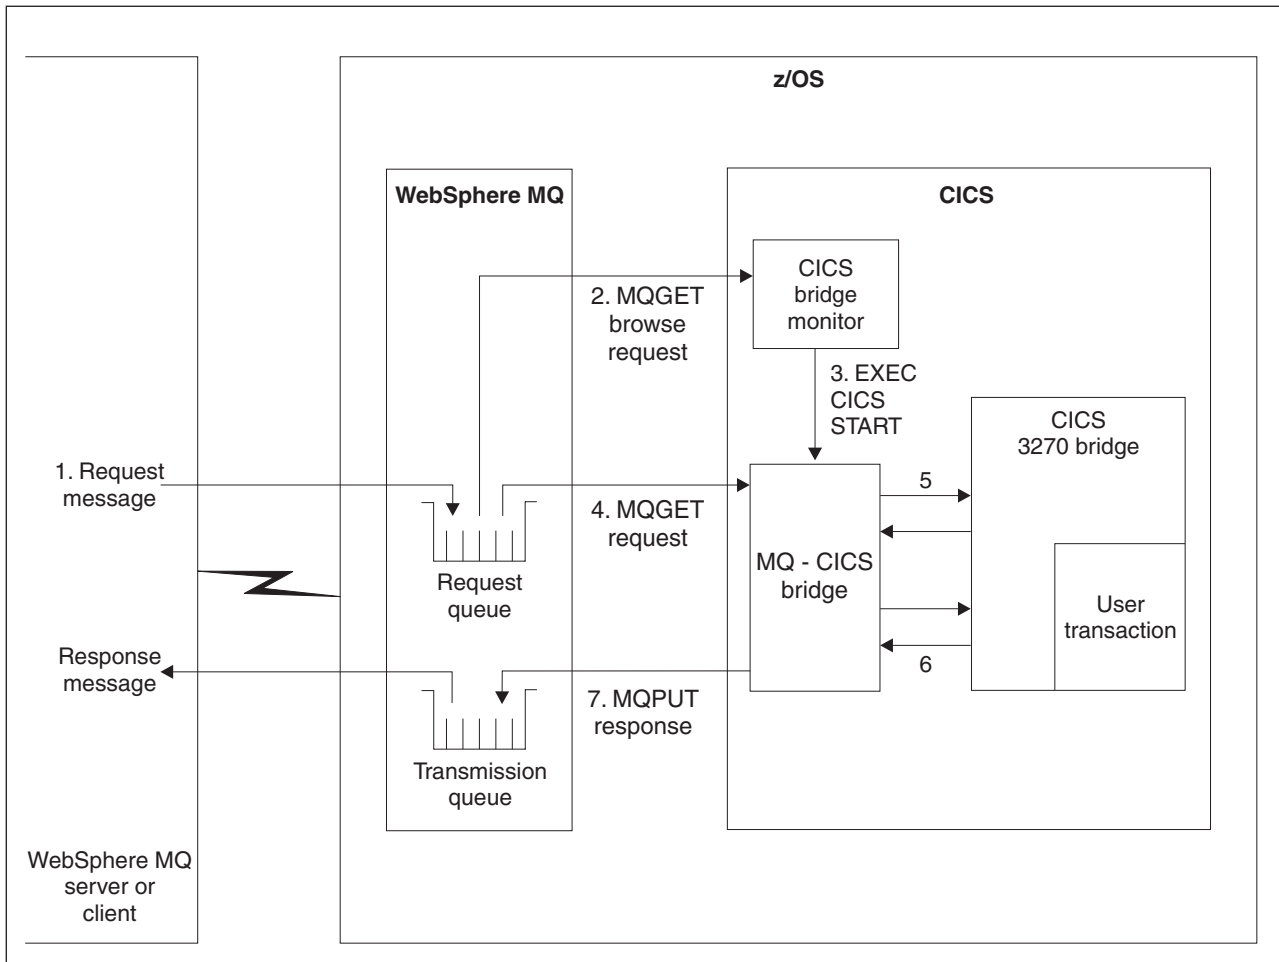 z/OS
WebSphere MQ
CICS
CICS
bridge
monitor
2. MQGET
browse
request
3. EXEC
CICS
START
CICS
3270 bridge
1. Request
message
4. MQGET
request
5
MQ - CICS
bridge
Request
queue
User
transaction
Response
message
6
7. MQPUT
response
Transmission
queue
WebSphere MQ
server or
client